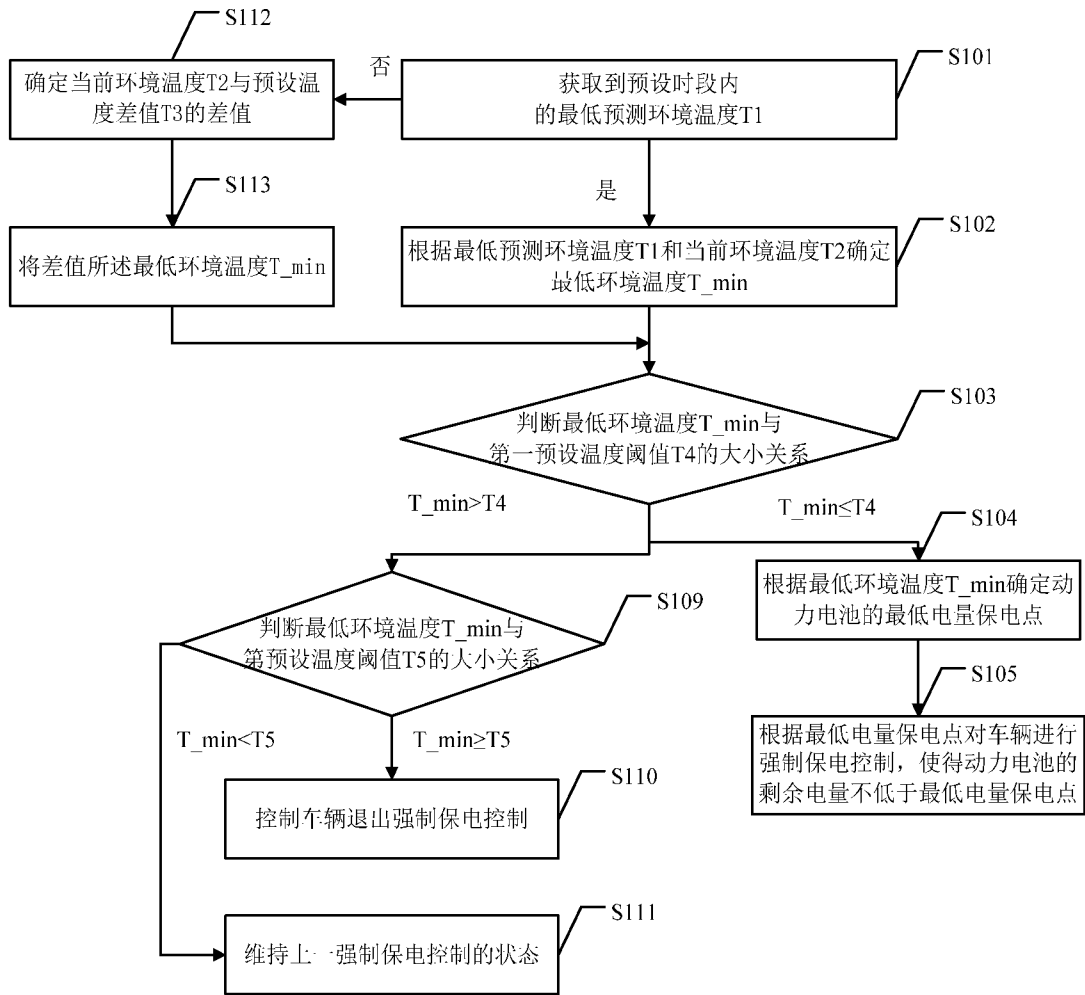 S112
S101
确定当前环境温度T2与预设温
度差值T3的差值
否
获取到预设时段内
的最低预测环境温度T1
S113
是
S102
将差值所述最低环境温度T_min
根据最低预测环境温度T1和当前环境温度T2确定
最低环境温度T_min
S103
判断最低环境温度T_min与
第一预设温度阈值T4的大小关系
T_min>T4
T_min≤T4
S104
根据最低环境温度T_min确定动
力电池的最低电量保电点
S109
判断最低环境温度T_min与
第预设温度阈值T5的大小关系
S105
T_min<T5
T_min≥T5
根据最低电量保电点对车辆进行
强制保电控制，使得动力电池的
剩余电量不低于最低电量保电点
S110
控制车辆退出强制保电控制
S111
维持上一强制保电控制的状态